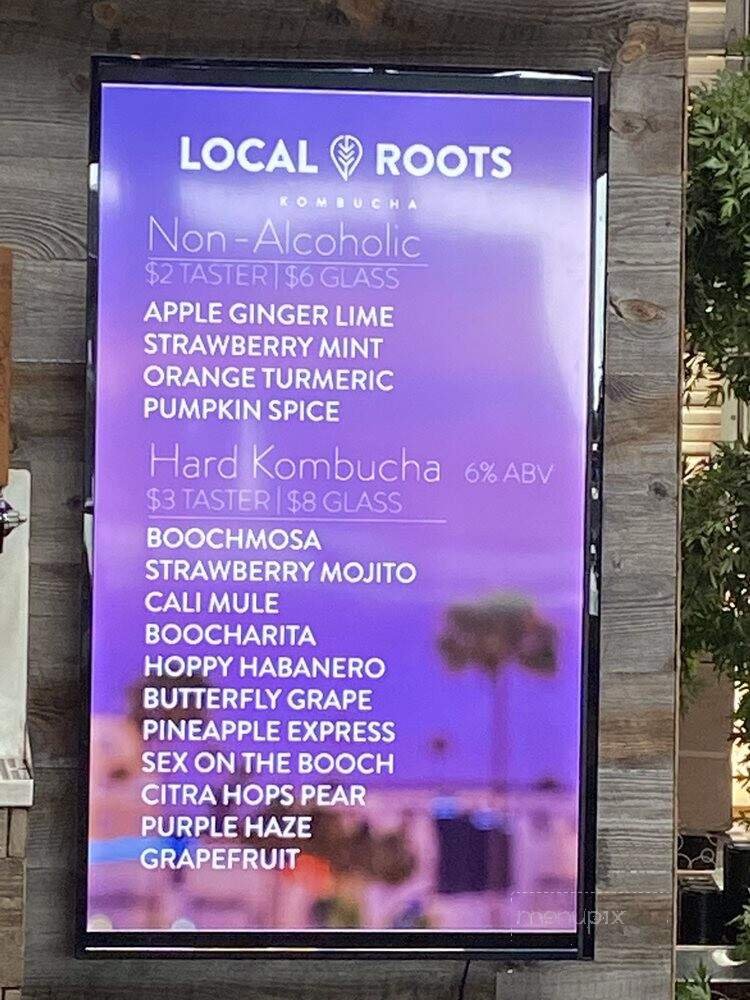 LOCAL ROOTS
KOMBUCHA
Non-Alcoholic
$2 TASTER | $6 GLASS
APPLE GINGER LIME
STRAWBERRY MINT
ORANGE TURMERIC
PUMPKIN SPICE
Hard Kombucha 6% ABV
$3 TASTER | $8 GLASS
BOOCHMOSA
STRAWBERRY MOJITO
CALI MULE
BOOCHARITA
HOPPY HABANERO
BUTTERFLY GRAPE
PINEAPPLE EXPRESS
SEX ON THE BOOCH
CITRA HOPS PEAR
PURPLE HAZE
GRAPEFRUIT
menupix